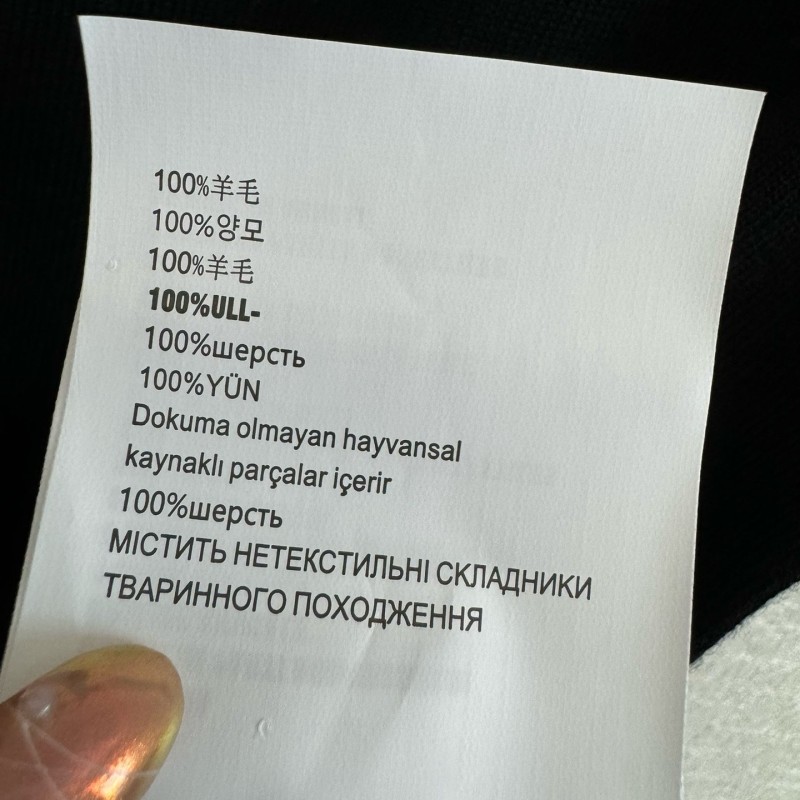 100%羊毛
100%양모
100%羊毛
100%ULL-
100%шерсть
100%YÜN
Dokuma olmayan hayvansal
kaynaklı parçalar içerir
100%шерсть
МІСТИТЬ НЕТЕКСТИЛЬНІ СКЛАДНИКИ
ТВАРИННОГО ПОХОДЖЕННЯ